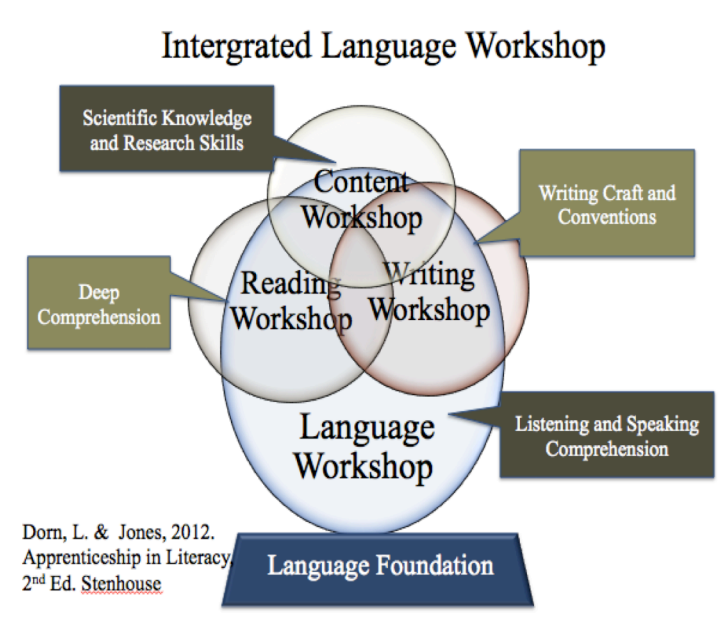 Intergrated Language Workshop
Scientific Knowledge
and Research Skills
Content
Workshop
Writing Craft and
Conventions
Deep
Comprehension
Reading
Workshop
Writing
Workshop
Language
Workshop
Listening and Speaking
Comprehension
Dorn, L. & Jones, 2012.
Apprenticeship in Literacy,
2nd Ed. Stenhouse
Language Foundation